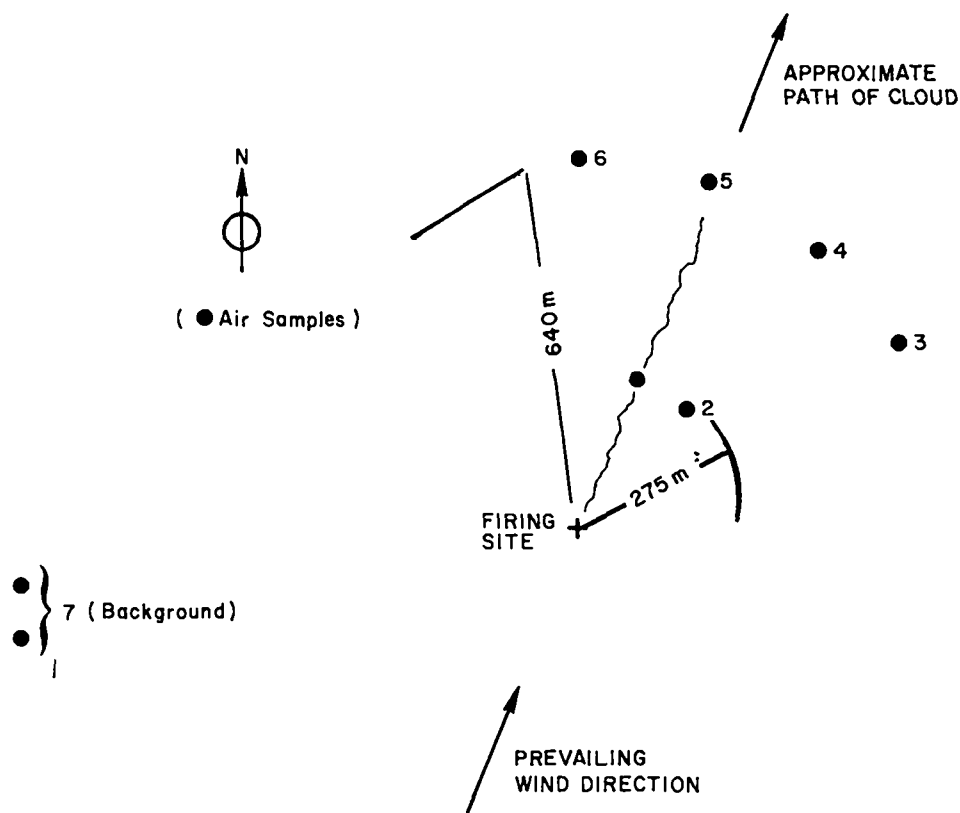 APPROXIMATE
PATH OF CLOUD
6
5
N
4
( ● Air Samples )
640m
3
2
275 m
FIRING
SITE
7 ( Background )
PREVAILING
WIND DIRECTION